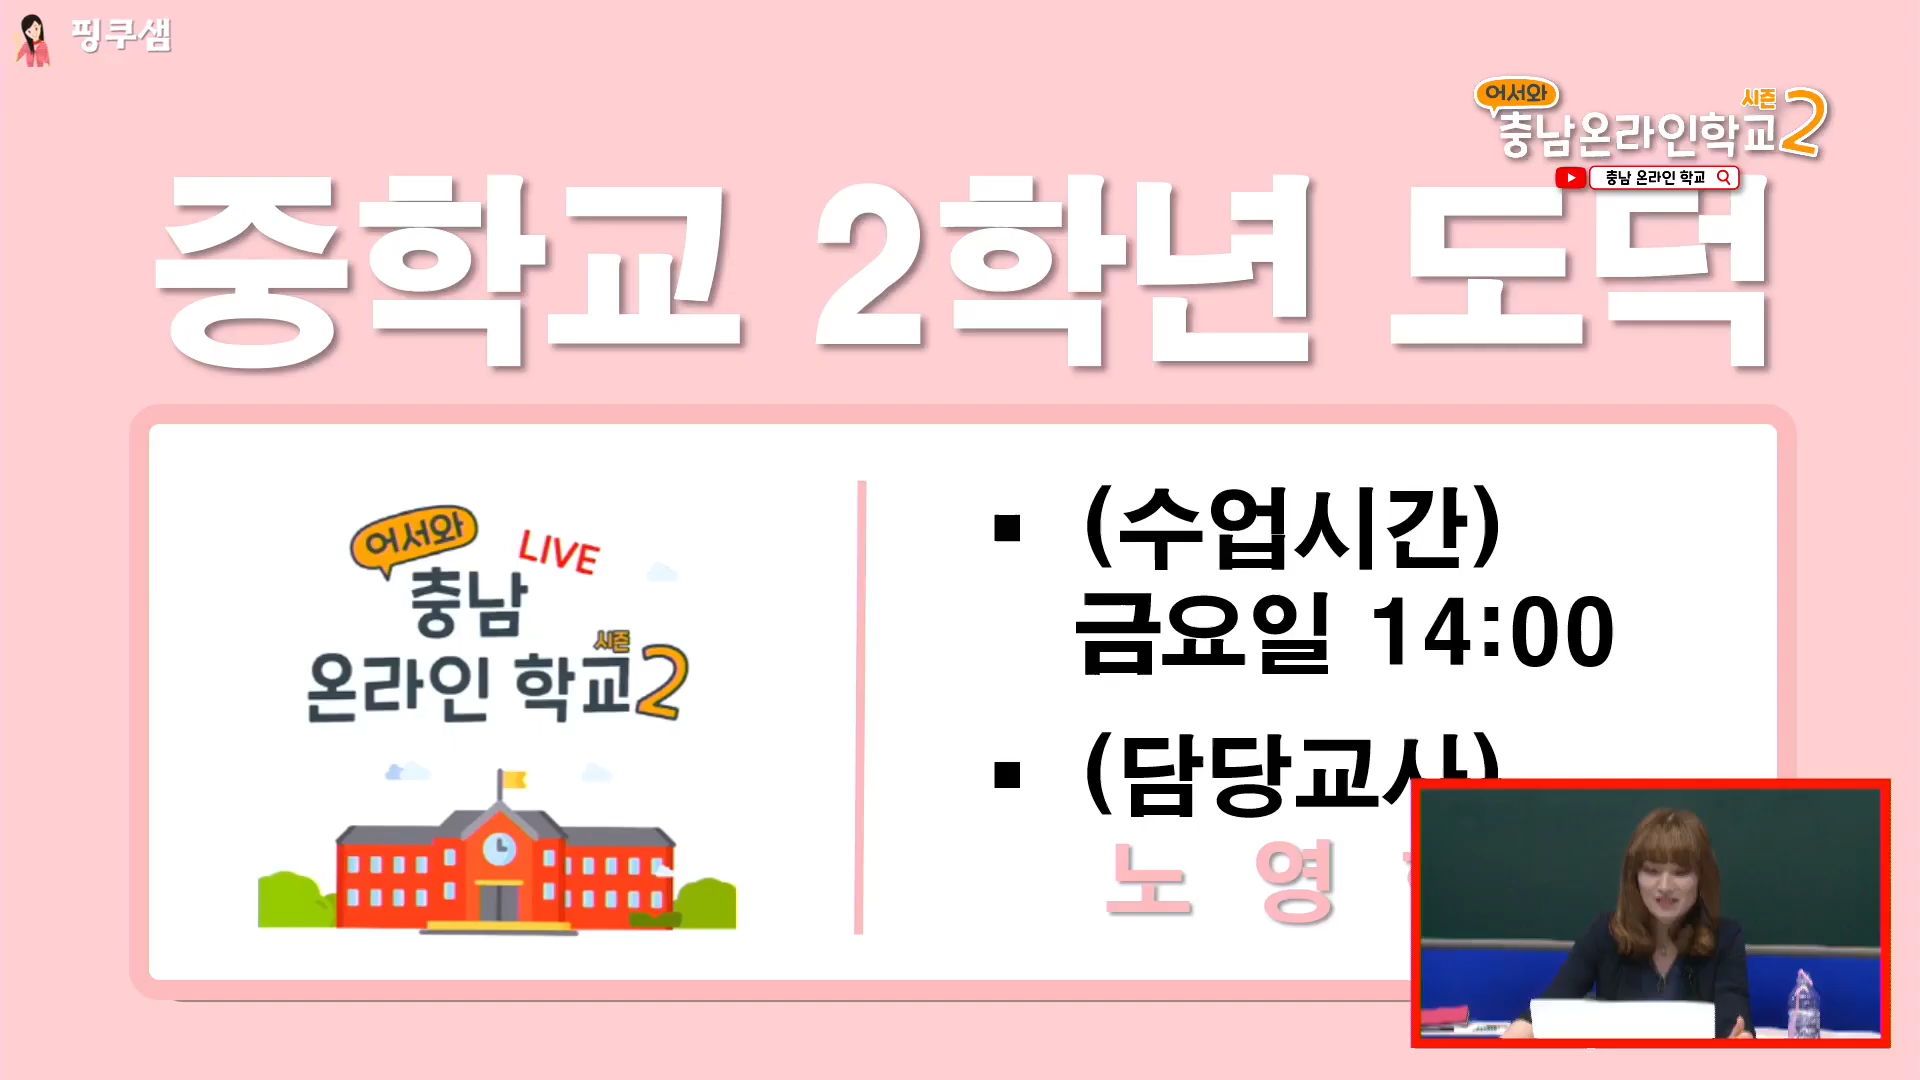 핑쿠샘
어서와
시즌
충남온라인학교2
충남 온라인 학교
중학교 2학년 도덕
어서와
LIVE
충남
시즌
온라인 학교2
▪ (수업시간)
금요일 14:00
▪ (담당교사)
노 영